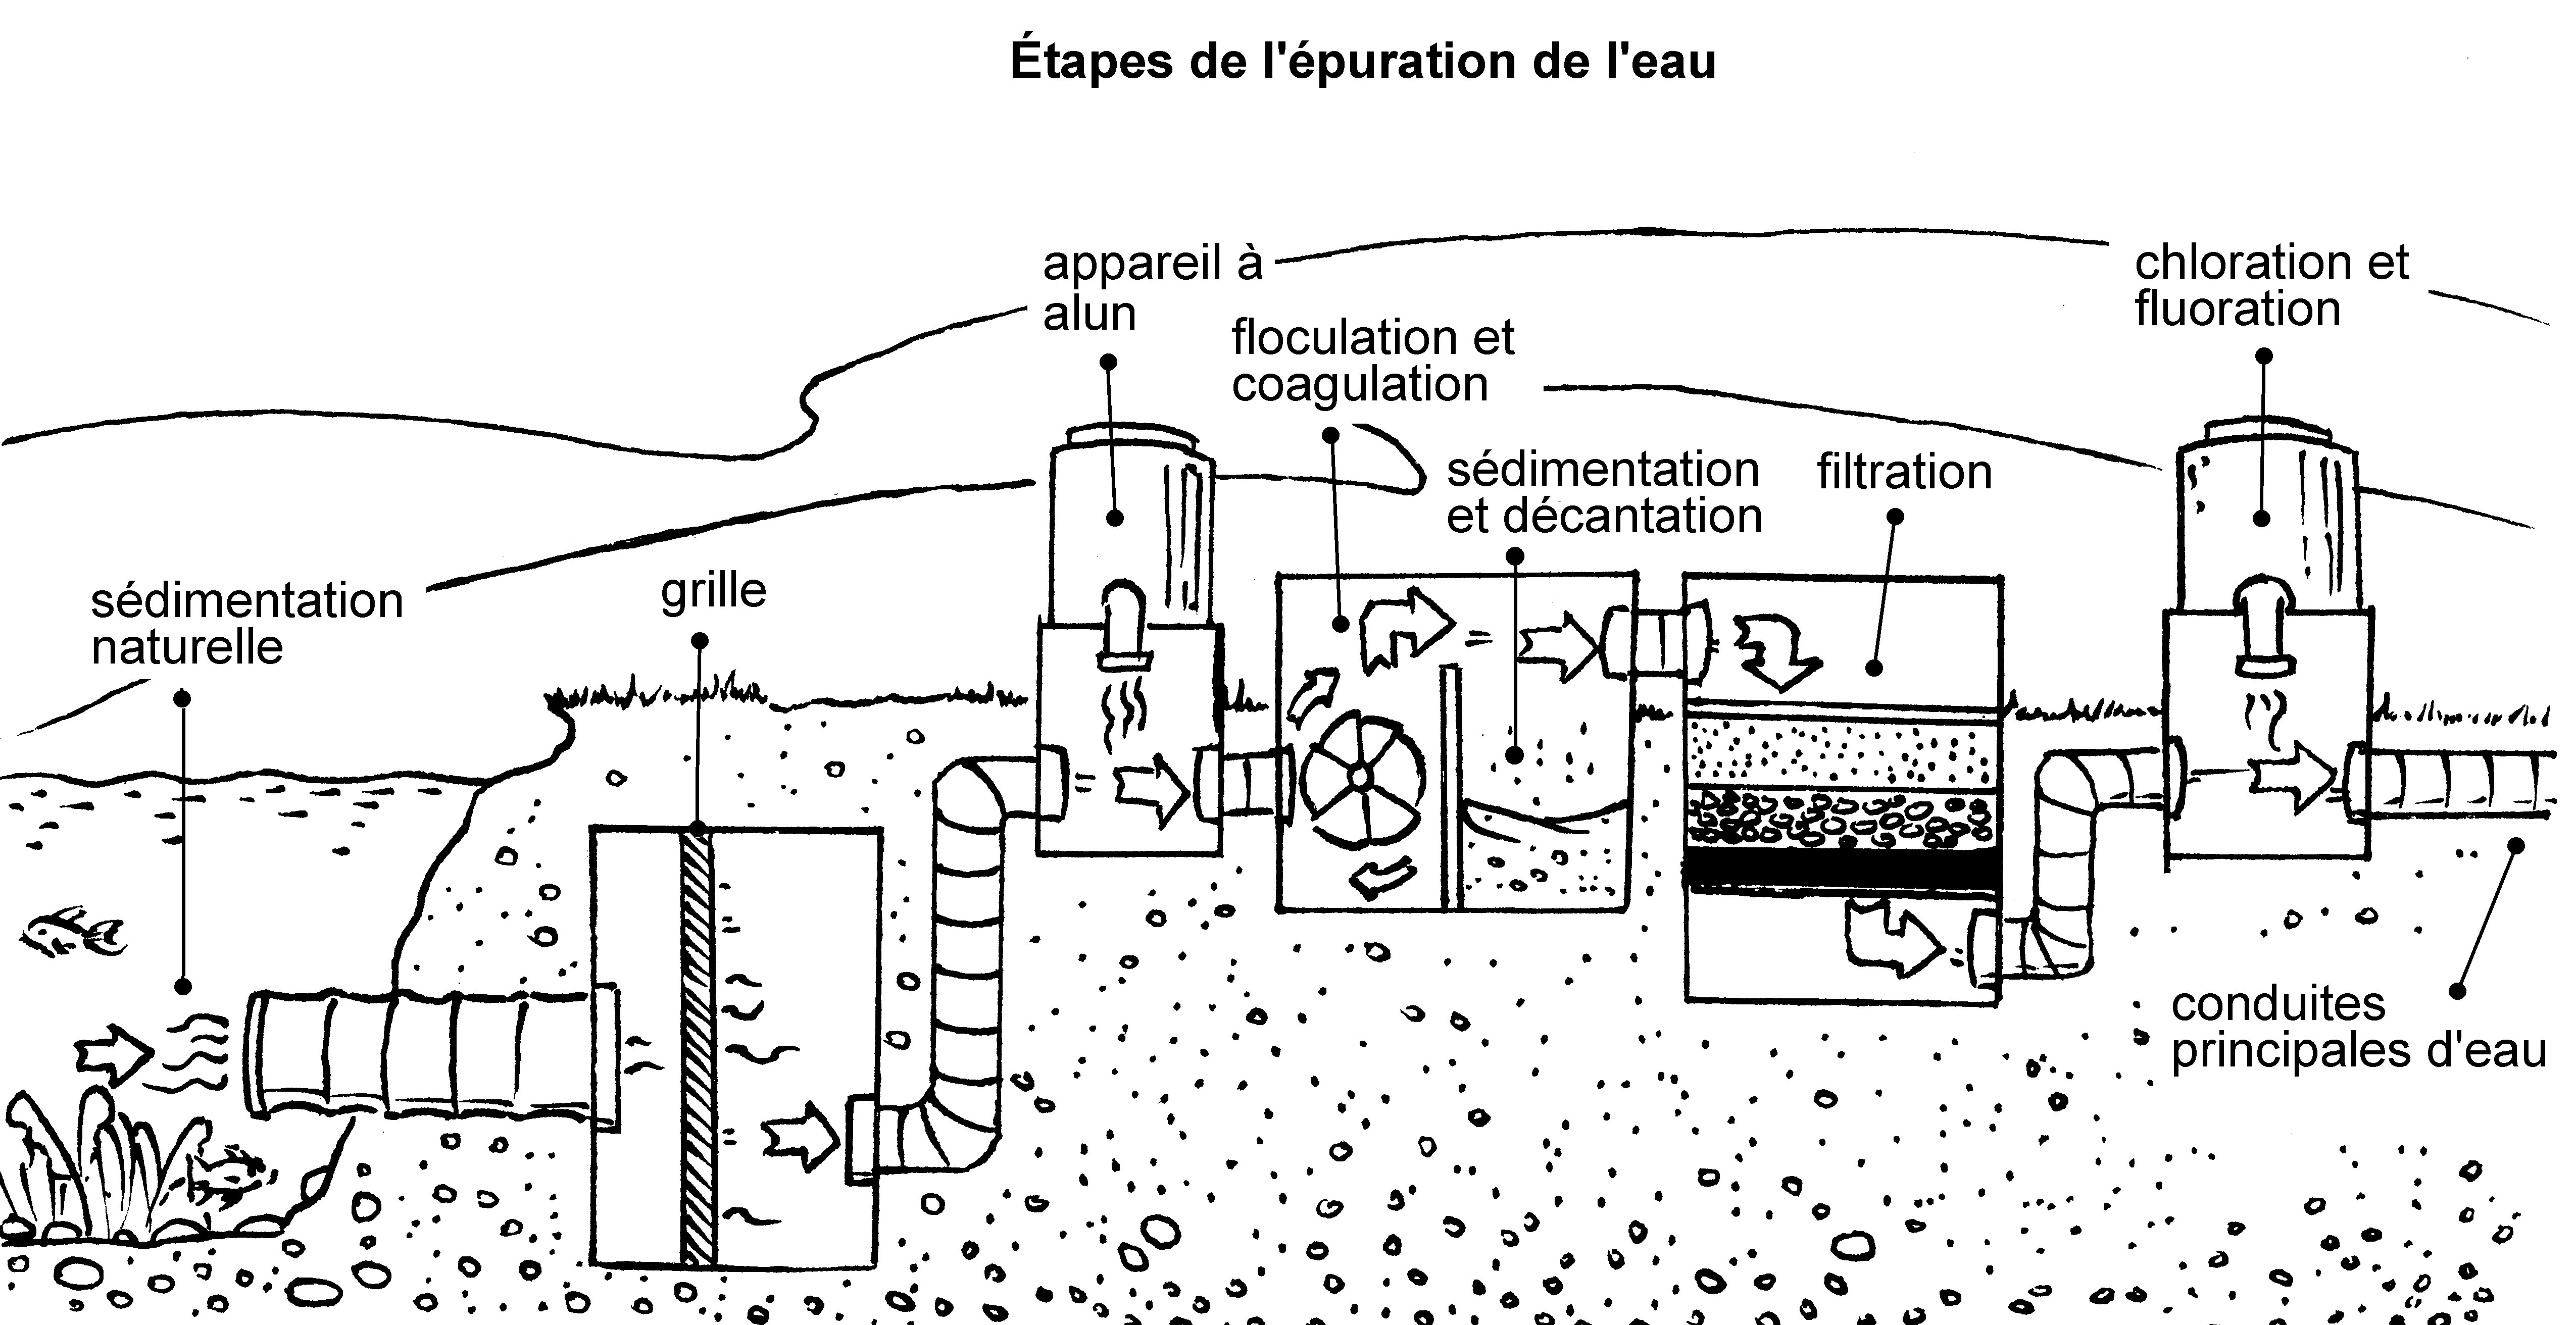 Étapes de l'épuration de l'eau
appareil à
alun
chloration et
fluoration
floculation et
coagulation
sédimentation
et décantation
filtration
sédimentation
naturelle
grille
conduites
principales d'eau